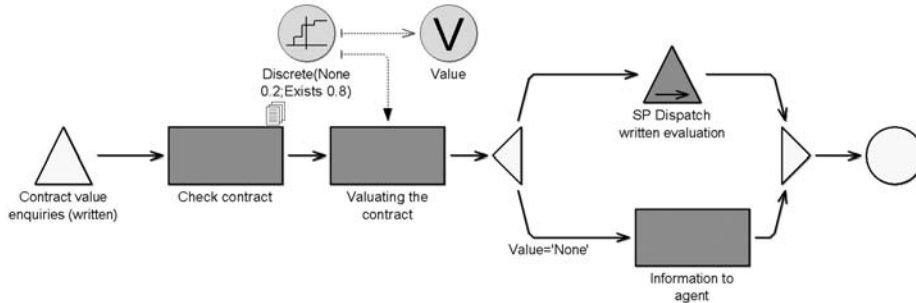 V
Discrete(None
0.2;Exists 0.8)
Value
SP Dispatch
written evaluation
Contract value
enquiries (written)
Check contract
Valuating the
contract
Value='None'
Information to
agent